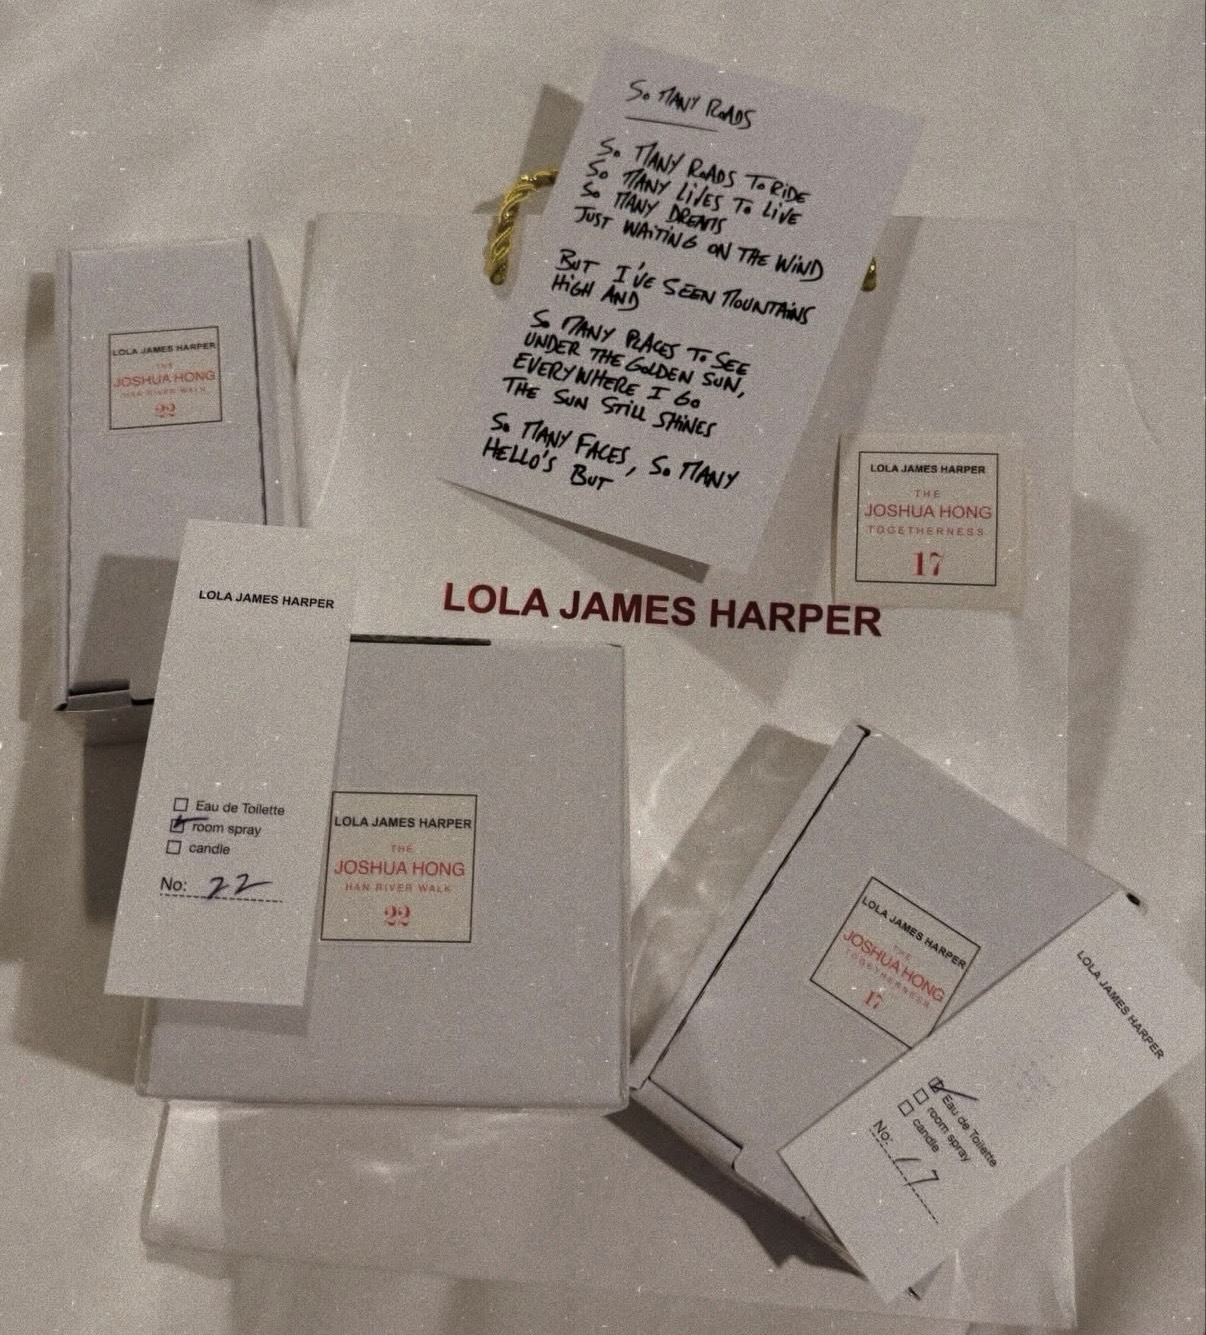 So MANY RoADS
So MANY RoADS To RiDE
So MANY LiVES To LiVE
So MANY DREAMS
JUST WAiTiNG ON THE WiND
BUT I'VE SEEN MOUNTAiNS
HiGH AND
So MANY PLACES To SEE
UNDER THE GoLDEN SUN,
EVERYWHERE I Go
THE SUN STiLL SHiNES
So MANY FACES, So MANY
HELLO'S BUT
LOLA JAMES HARPER
THE
JOSHUA HONG
HAN RIVER WALK
22
LOLA JAMES HARPER
THE
JOSHUA HONG
TOGETHERNESS
17
LOLA JAMES HARPER
LOLA JAMES HARPER
Eau de Toilette
room spray
candle
No: 22
LOLA JAMES HARPER
THE
JOSHUA HONG
HAN RIVER WALK
22
LOLA JAMES HARPER
THE
JOSHUA HONG
TOGETHERNESS
17
LOLA JAMES HARPER
Eau de Toilette
room spray
candle
No: 17